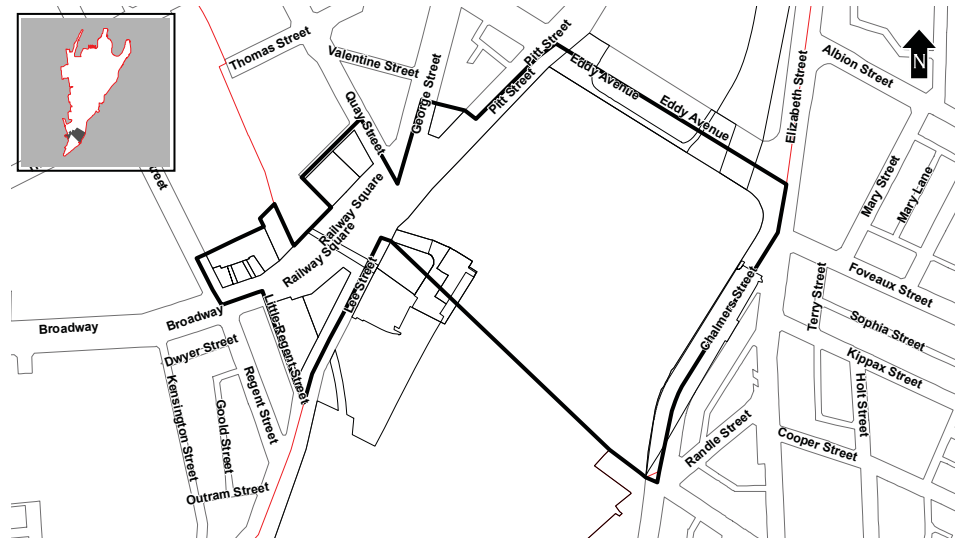 Thomas Street
Valentine Street
Pitt Street
Pitt Street
George Street
Quay Street
Eddy Avenue
Eddy Avenue
Elizabeth Street
Albion Street
N
Street
Mary Street
Mary Lane
Railway Square
Railway Square
Lee Street
Little Regent Street
Chalmers Street
Terry Street
Foveaux Street
Sophia Street
Kippax Street
Holt Street
Broadway
Broadway
Dwyer Street
Kensington Street
Goold Street
Regent Street
Outram Street
Randle Street
Cooper Street